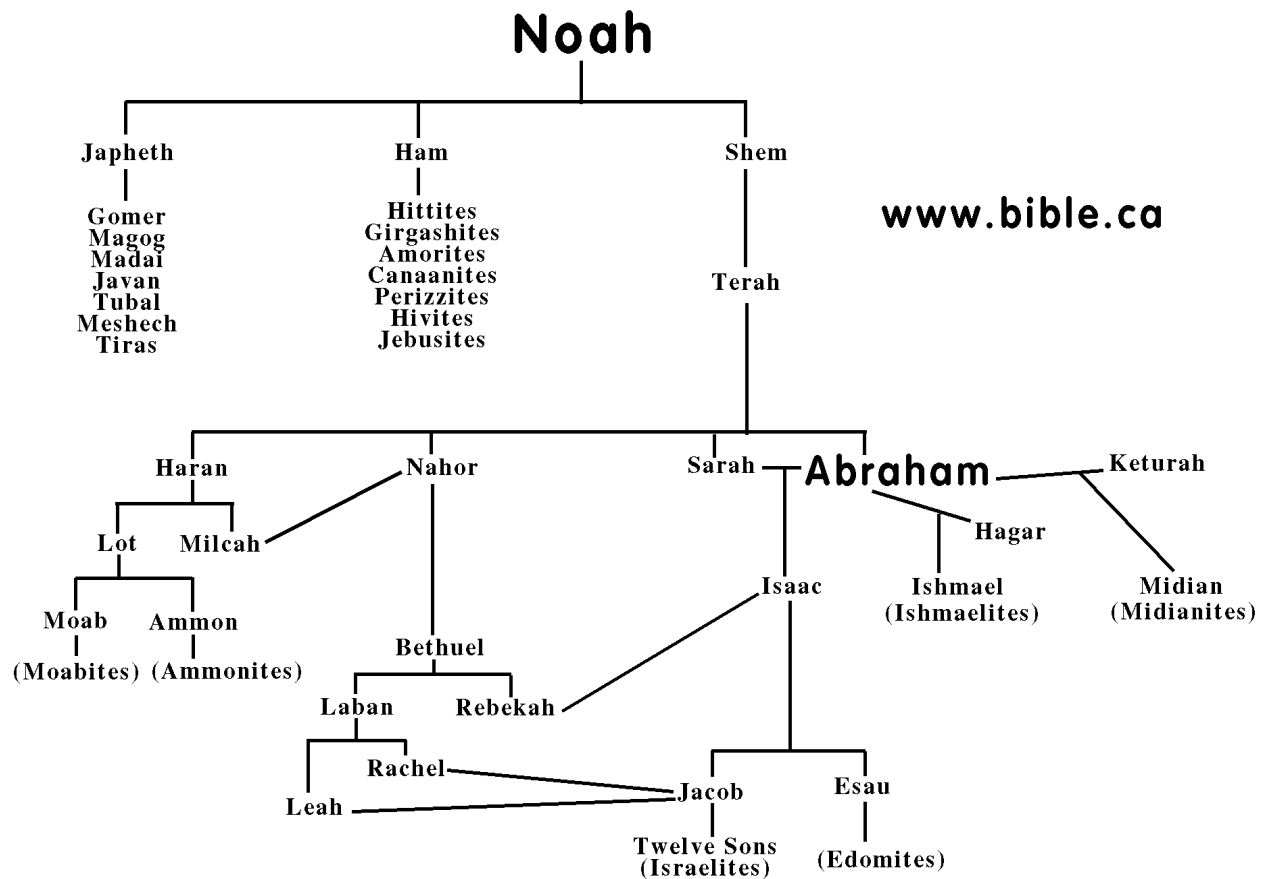 Noah
Japheth
Ham
Shem
Gomer
Magog
Madai
Javan
Tubal
Meshech
Tiras
Hittites
Girgashites
Amorites
Canaanites
Perizzites
Hivites
Jebusites
www.bible.ca
Terah
Haran
Nahor
Sarah
Abraham
Keturah
Hagar
Lot
Milcah
Isaac
Ishmael
(Ishmaelites)
Midian
(Midianites)
Moab
Ammon
(Moabites)
(Ammonites)
Bethuel
Laban
Rebekah
Rachel
Leah
Jacob
Esau
Twelve Sons
(Israelites)
(Edomites)